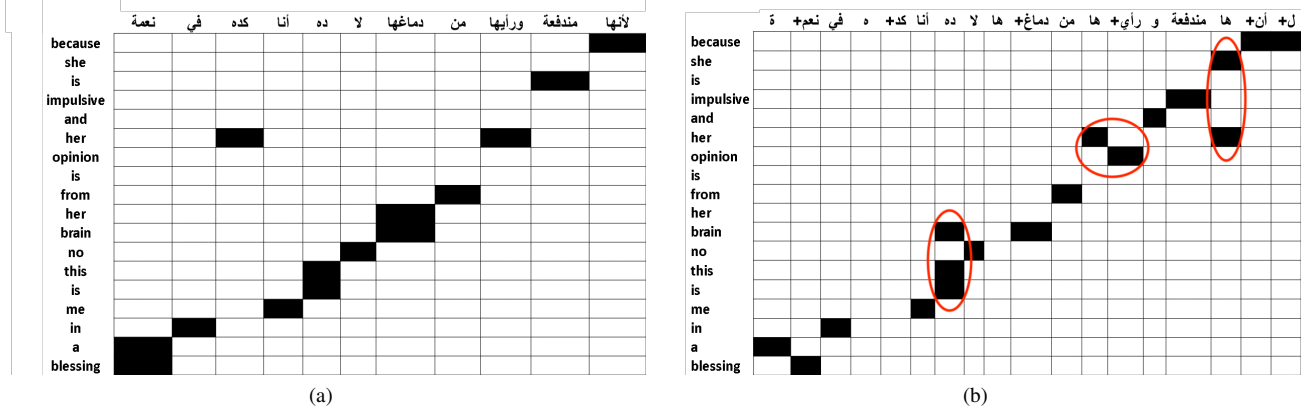 لأنها مندفعة ورأيها من دماغها لا ده أنا كده في نعمة
because
she
is
impulsive
and
her
opinion
is
from
her
brain
no
this
is
me
in
a
blessing
(a)
ل+ أن+ ها مندفعة و رأي+ ها من دماغ+ ها لا ده أنا كد+ ه في نعم+ ة
because
she
is
impulsive
and
her
opinion
is
from
her
brain
no
this
is
me
in
a
blessing
(b)